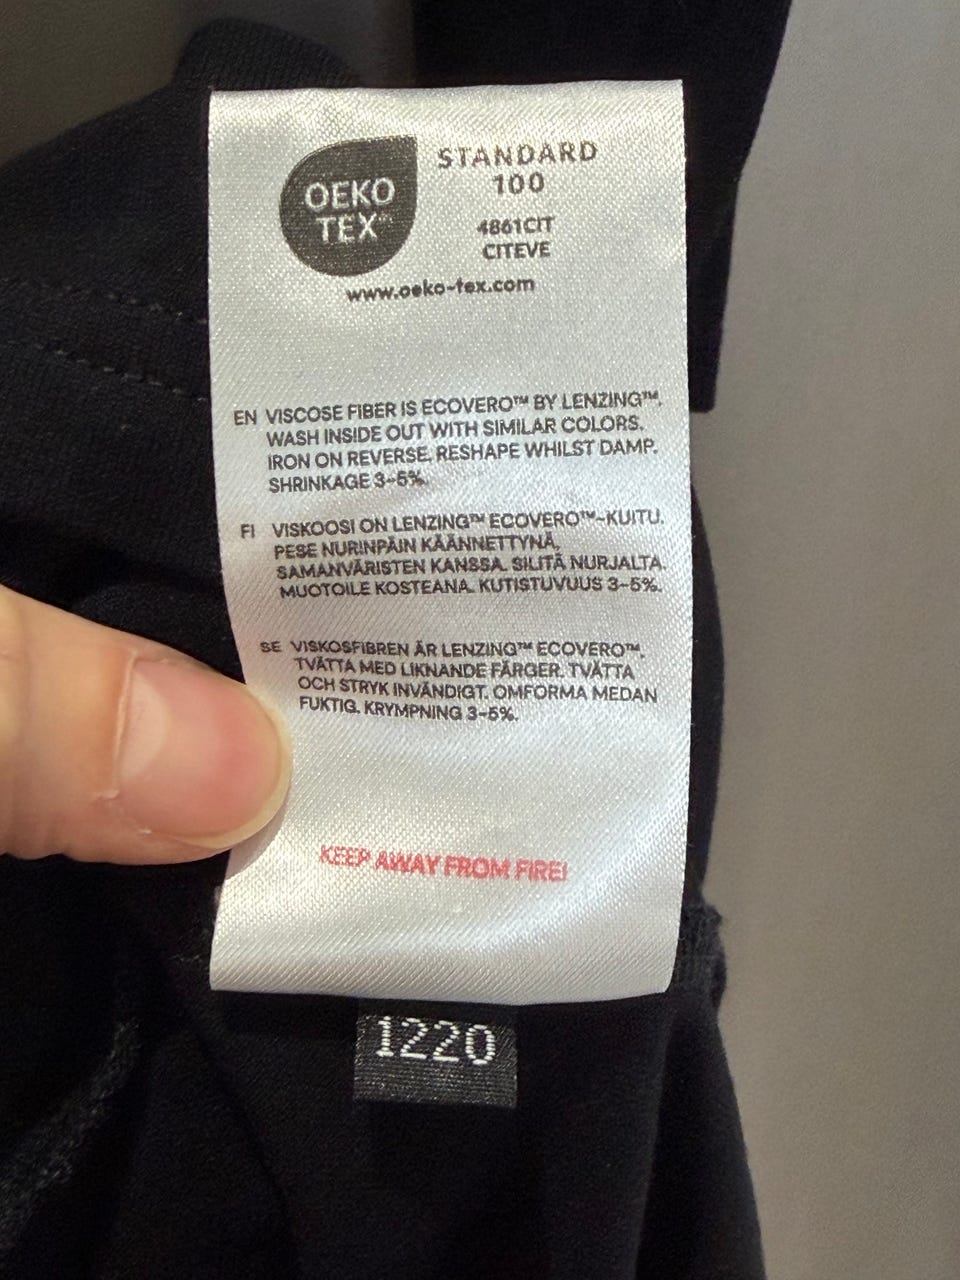 OEKO
TEX™
STANDARD
100
4861CIT
CITEVE
www.oeko-tex.com
EN VISCOSE FIBER IS ECOVERO™ BY LENZING™.
WASH INSIDE OUT WITH SIMILAR COLORS.
IRON ON REVERSE. RESHAPE WHILST DAMP.
SHRINKAGE 3-5%.
FI VISKOOSI ON LENZING™ ECOVERO™-KUITU.
PESE NURINPÄIN KÄÄNNETTYNÄ,
SAMANVÄRISTEN KANSSA. SILITÄ NURJALTA.
MUOTOILE KOSTEANA. KUTISTUVUUS 3-5%.
SE VISKOSFIBREN ÄR LENZING™ ECOVERO™.
TVÄTTA MED LIKNANDE FÄRGER. TVÄTTA
OCH STRYK INVÄNDIGT. OMFORMA MEDAN
FUKTIG. KRYMPNING 3-5%.
KEEP AWAY FROM FIRE!
1220